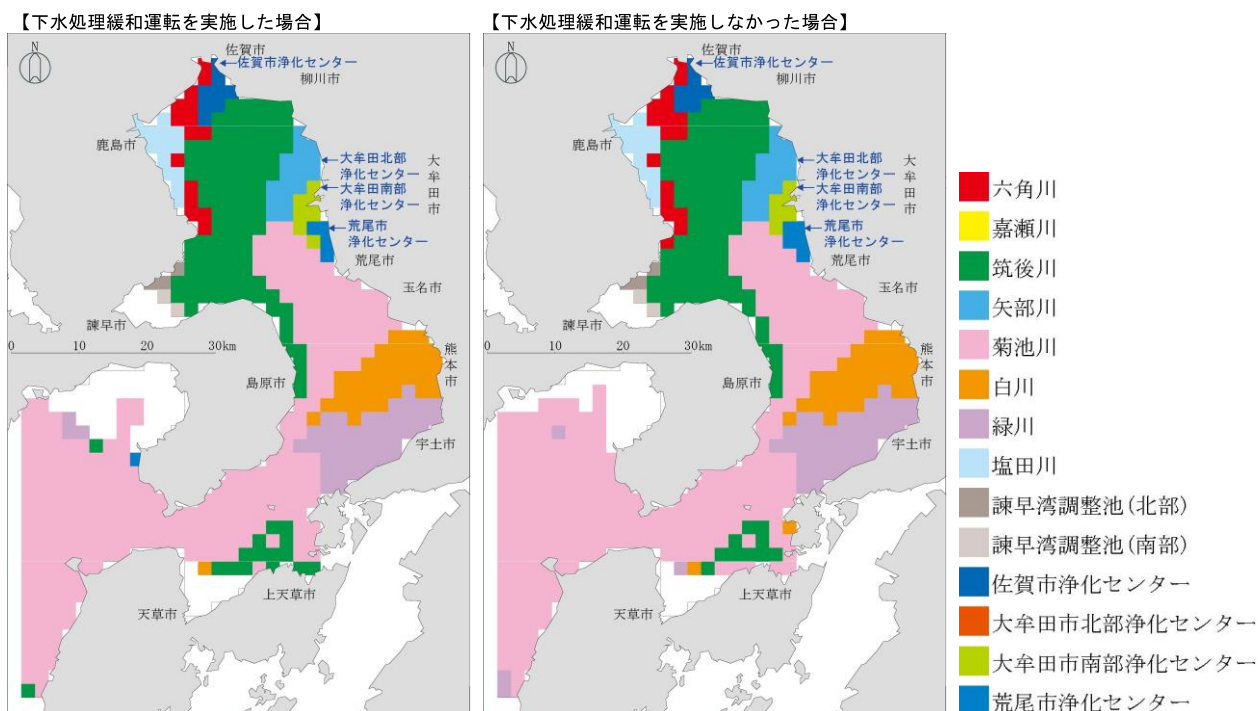 【下水処理緩和運転を実施した場合】
N
佐賀市
佐賀市浄化センター
柳川市
鹿島市
大牟田北部
浄化センター
大牟田南部
浄化センター
大牟田市
荒尾市
浄化センター
荒尾市
玉名市
諫早市
0 10 20 30km
島原市
熊本市
宇土市
上天草市
天草市
【下水処理緩和運転を実施しなかった場合】
N
佐賀市
佐賀市浄化センター
柳川市
鹿島市
大牟田北部
浄化センター
大牟田南部
浄化センター
大牟田市
荒尾市
浄化センター
荒尾市
玉名市
諫早市
0 10 20 30km
島原市
熊本市
宇土市
上天草市
天草市
六角川
嘉瀬川
筑後川
矢部川
菊池川
白川
緑川
塩田川
諫早湾調整池(北部)
諫早湾調整池(南部)
佐賀市浄化センター
大牟田市北部浄化センター
大牟田市南部浄化センター
荒尾市浄化センター